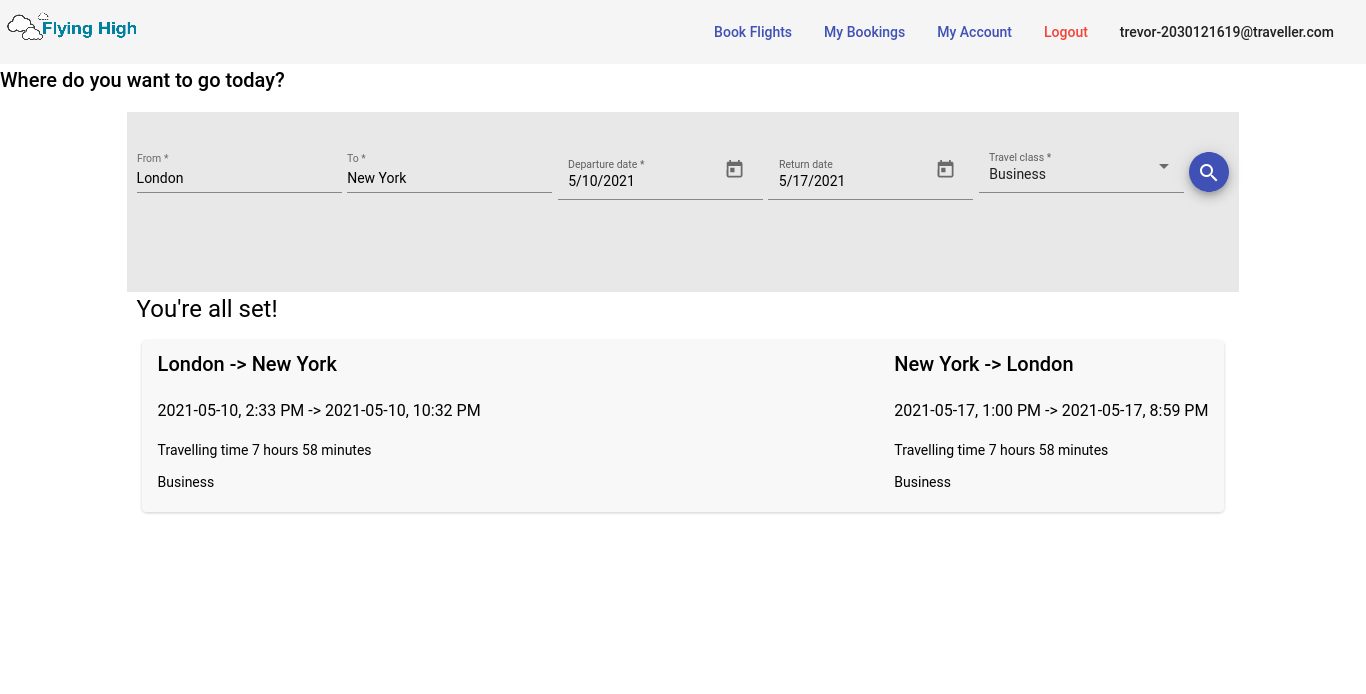 Flying High
Book Flights My Bookings My Account Logout trevor-2030121619@traveller.com
Where do you want to go today?
From * To * Departure date * Return date Travel class *
London New York 5/10/2021 5/17/2021 Business
You're all set!
London -> New York New York -> London
2021-05-10, 2:33 PM -> 2021-05-10, 10:32 PM 2021-05-17, 1:00 PM -> 2021-05-17, 8:59 PM
Travelling time 7 hours 58 minutes Travelling time 7 hours 58 minutes
Business Business